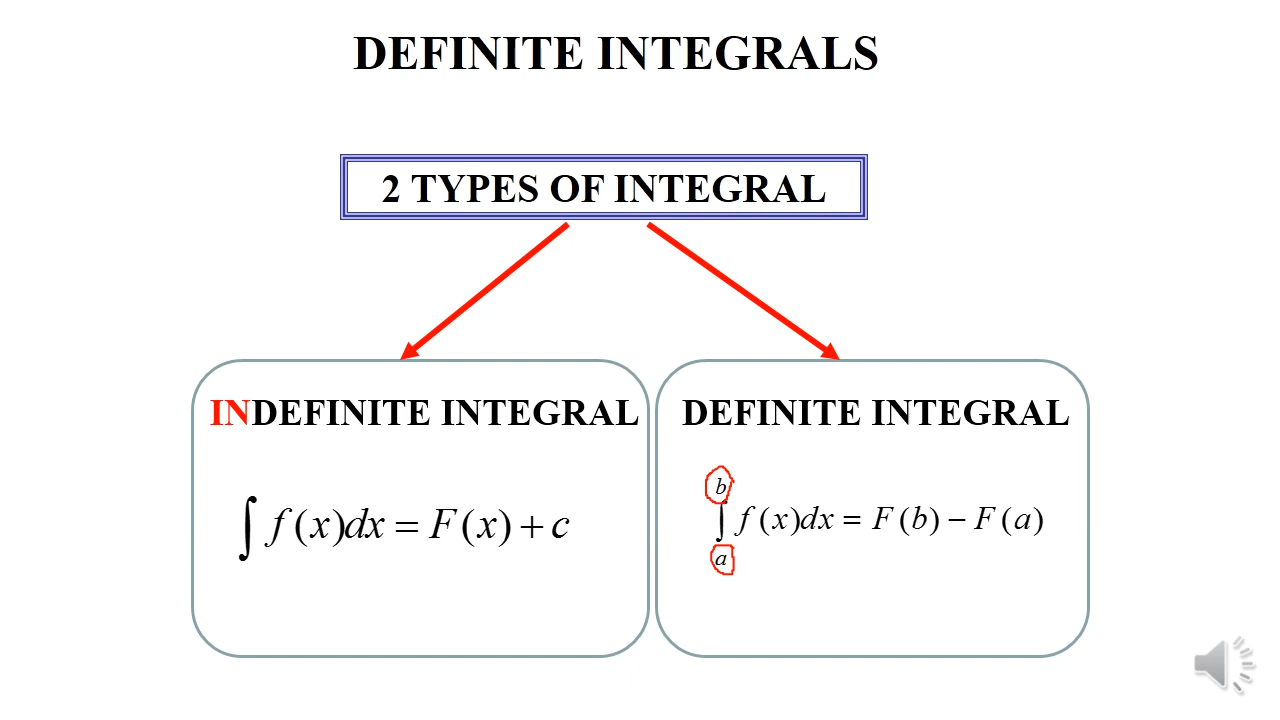 DEFINITE INTEGRALS
2 TYPES OF INTEGRAL
INDEFINITE INTEGRAL
∫ f(x)dx = F(x) + c
DEFINITE INTEGRAL
b
∫ f(x)dx = F(b) − F(a)
a